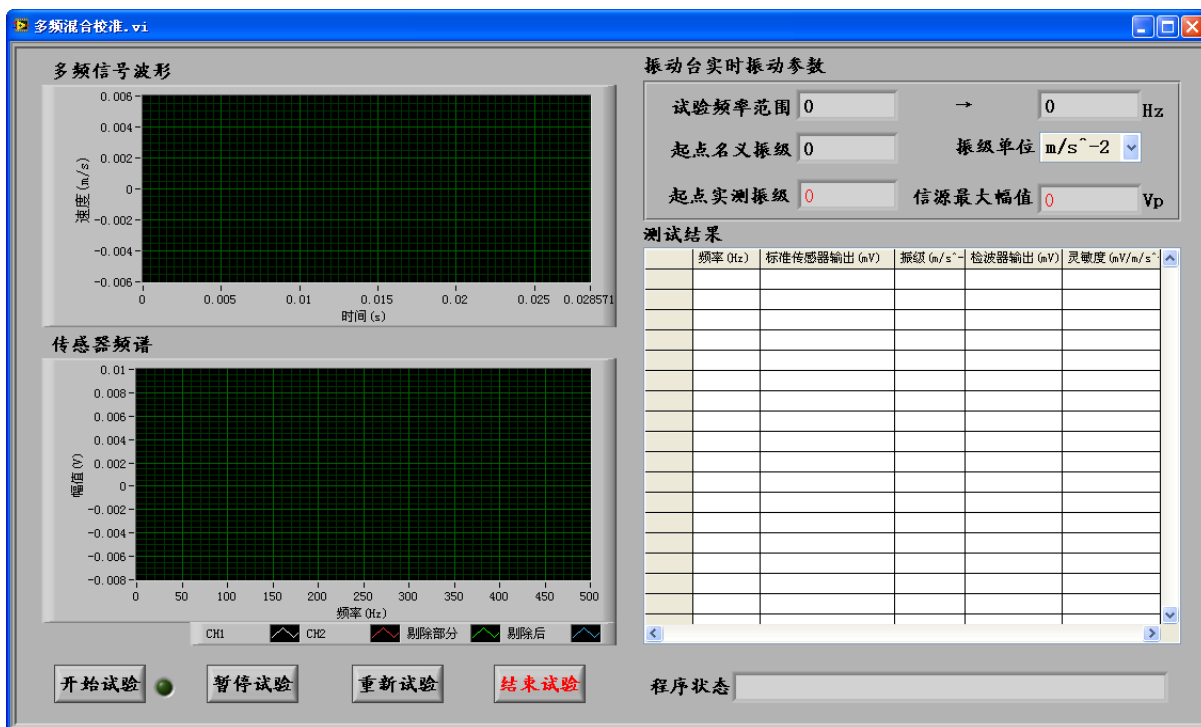 多频混合校准.vi
多频信号波形
0.006
0.004
0.002
0
-0.002
-0.004
-0.006
速度(m/s)
0 0.005 0.01 0.015 0.02 0.025 0.028571
时间(s)
传感器频谱
0.01
0.008
0.006
0.004
0.002
0
-0.002
-0.004
-0.006
-0.008
幅值(V)
0 50 100 150 200 250 300 350 400 450 500
频率(Hz)
CH1 CH2 剔除部分 剔除后
开始试验 暂停试验 重新试验 结束试验
振动台实时振动参数
试验频率范围 0 → 0 Hz
起点名义振级 0 振级单位 m/s^-2
起点实测振级 0 信源最大幅值 0 Vp
测试结果
频率(Hz) 标准传感器输出(mV) 振级(m/s^- 检波器输出(mV) 灵敏度(mV/m/s^-
程序状态